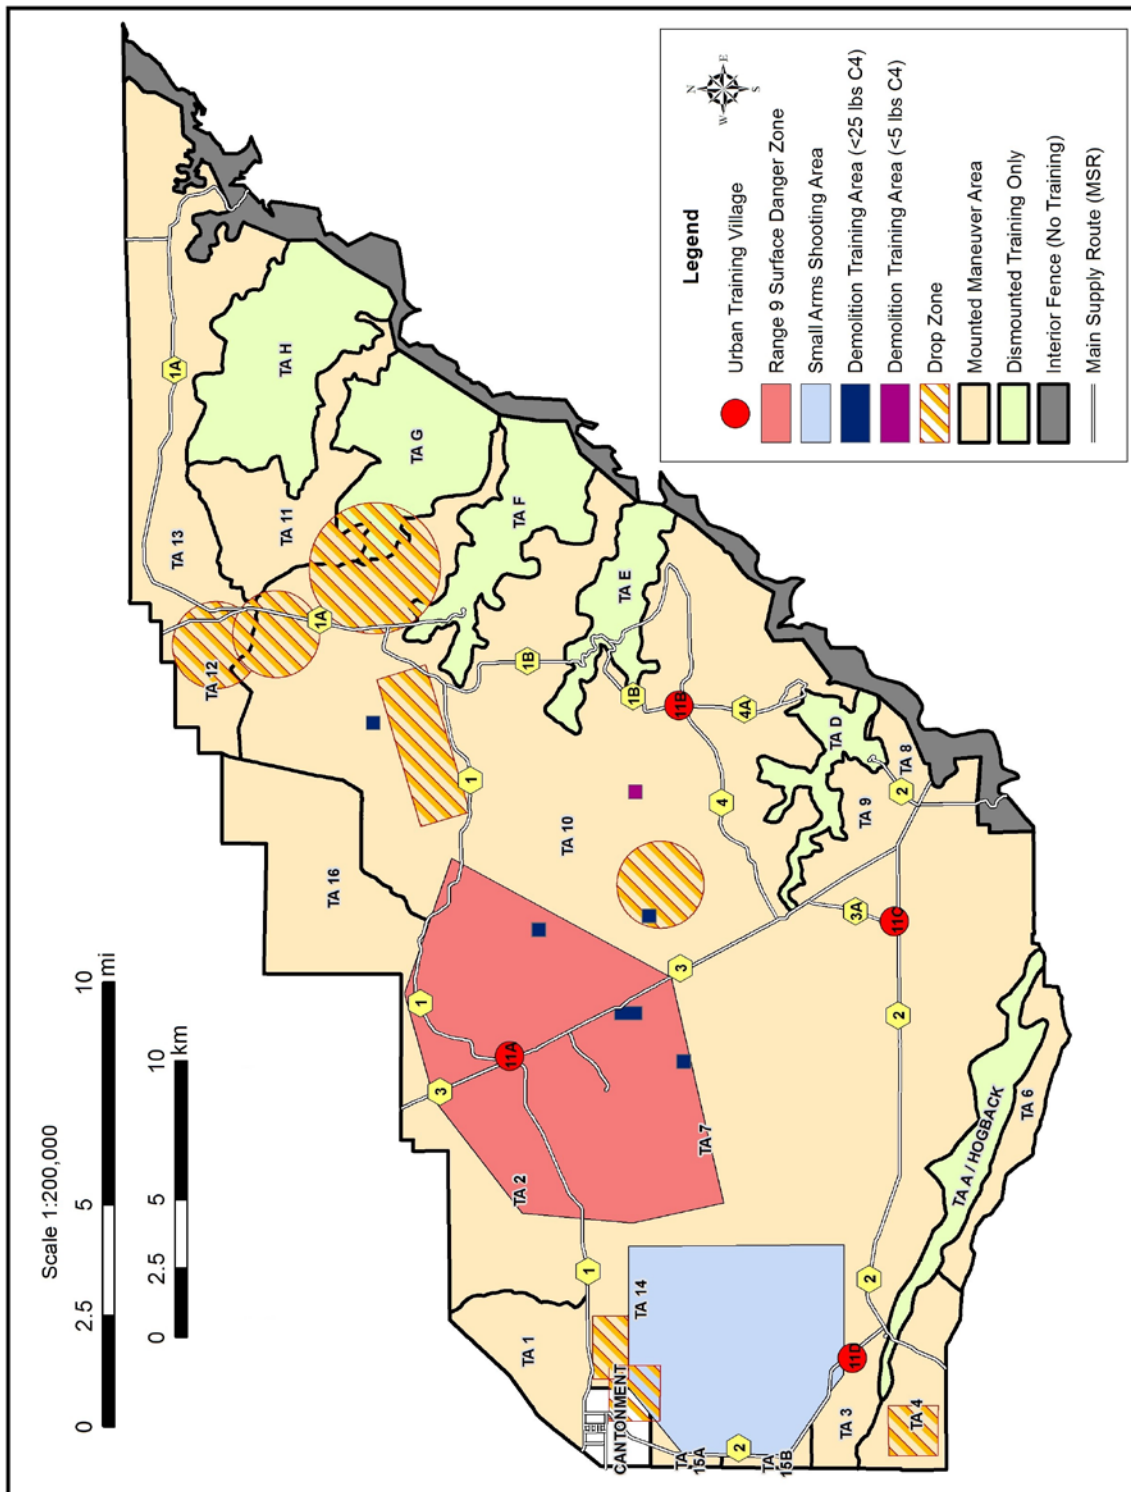 Scale 1:200,000
0 2.5 5 10 mi
0 2.5 5 10 km
TA 1
TA 2
TA 16
TA 12
TA 13
TA 11
TA H
TA G
TA F
TA E
TA 10
TA 7
TA 14
CANTONMENT
TA 15A
TA 15B
TA 3
TA 4
TA A / HOGBACK
TA 6
TA 9
TA D
TA 8
1
1
1
1A
1A
1B
1B
2
2
2
2
3
3
3A
4
4A
11A
11B
11C
11D
Legend
N
E
S
W
Urban Training Village
Range 9 Surface Danger Zone
Small Arms Shooting Area
Demolition Training Area (<25 lbs C4)
Demolition Training Area (<5 lbs C4)
Drop Zone
Mounted Maneuver Area
Dismounted Training Only
Interior Fence (No Training)
Main Supply Route (MSR)